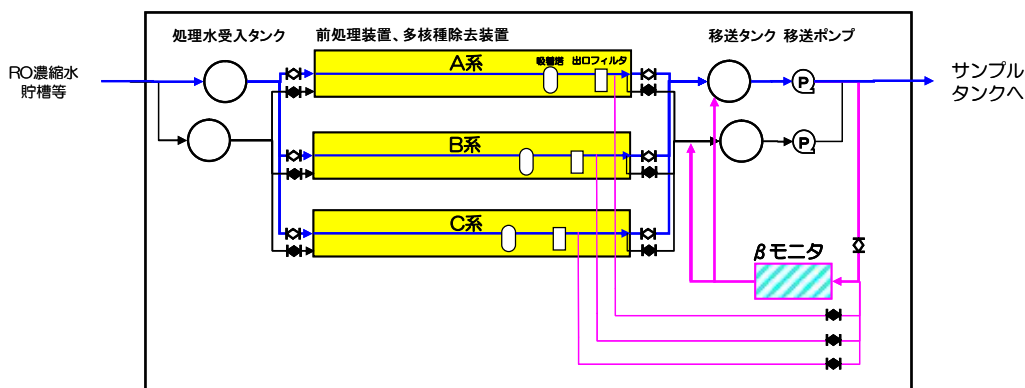 処理水受入タンク
前処理装置、多核種除去装置
移送タンク 移送ポンプ
A系
吸着塔 出口フィルタ
RO濃縮水
貯槽等
P
サンプル
タンクへ
B系
P
C系
βモニタ